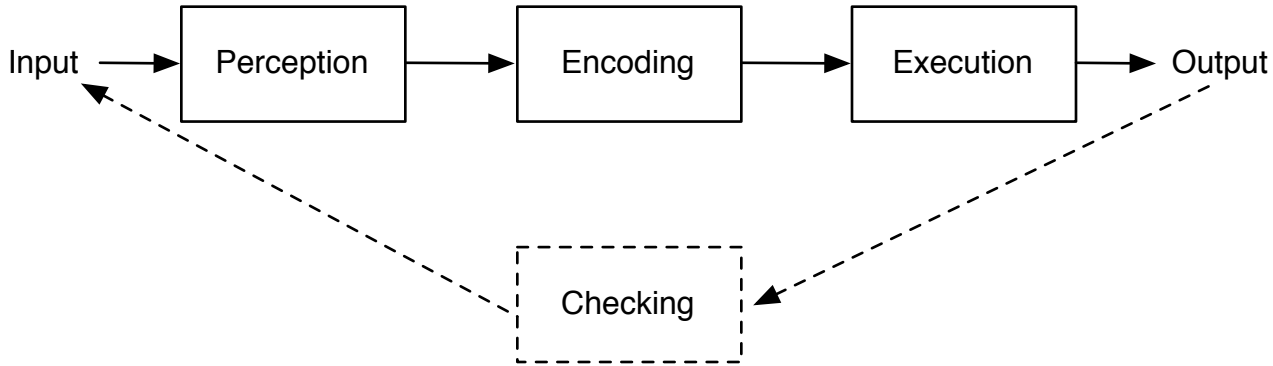 Input
Perception
Encoding
Execution
Output
Checking